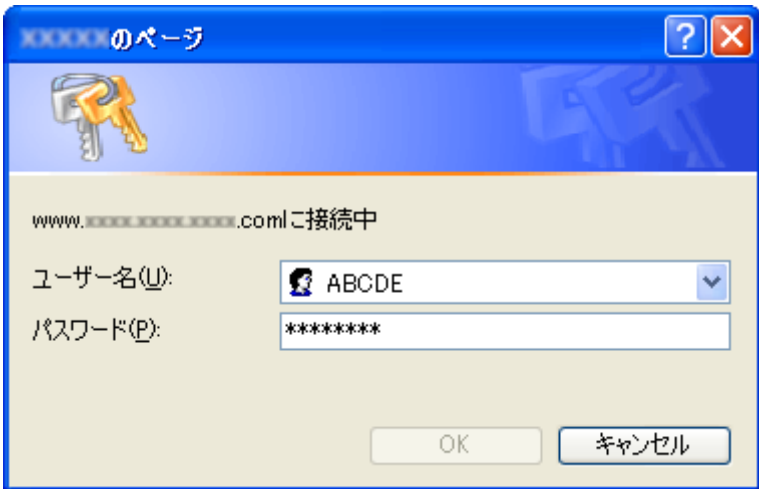 のページ
www.
.comに接続中
ユーザー名(U):
ABCDE
パスワード(P):
********
OK
キャンセル